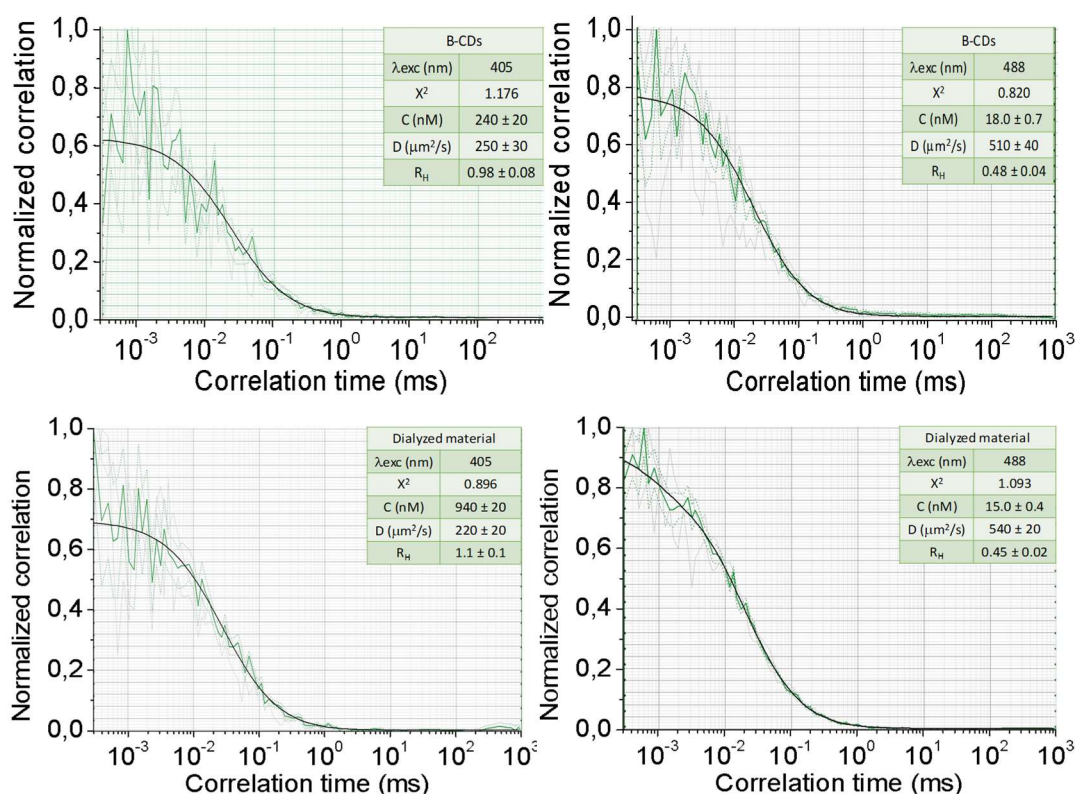 1,0
0,8
0,6
0,4
0,2
0,0
Normalized correlation
10⁻³ 10⁻² 10⁻¹ 10⁰ 10¹ 10²
Correlation time (ms)
B-CDs
λexc (nm) 405
X² 1.176
C (nM) 240 ± 20
D (μm²/s) 250 ± 30
R_H 0.98 ± 0.08
1,0
0,8
0,6
0,4
0,2
0,0
Normalized correlation
10⁻³ 10⁻² 10⁻¹ 10⁰ 10¹ 10² 10³
Correlation time (ms)
B-CDs
λexc (nm) 488
X² 0.820
C (nM) 18.0 ± 0.7
D (μm²/s) 510 ± 40
R_H 0.48 ± 0.04
1,0
0,8
0,6
0,4
0,2
0,0
Normalized correlation
10⁻³ 10⁻² 10⁻¹ 10⁰ 10¹ 10² 10³
Correlation time (ms)
Dialyzed material
λexc (nm) 405
X² 0.896
C (nM) 940 ± 20
D (μm²/s) 220 ± 20
R_H 1.1 ± 0.1
1,0
0,8
0,6
0,4
0,2
0,0
Normalized correlation
10⁻³ 10⁻² 10⁻¹ 10⁰ 10¹ 10² 10³
Correlation time (ms)
Dialyzed material
λexc (nm) 488
X² 1.093
C (nM) 15.0 ± 0.4
D (μm²/s) 540 ± 20
R_H 0.45 ± 0.02